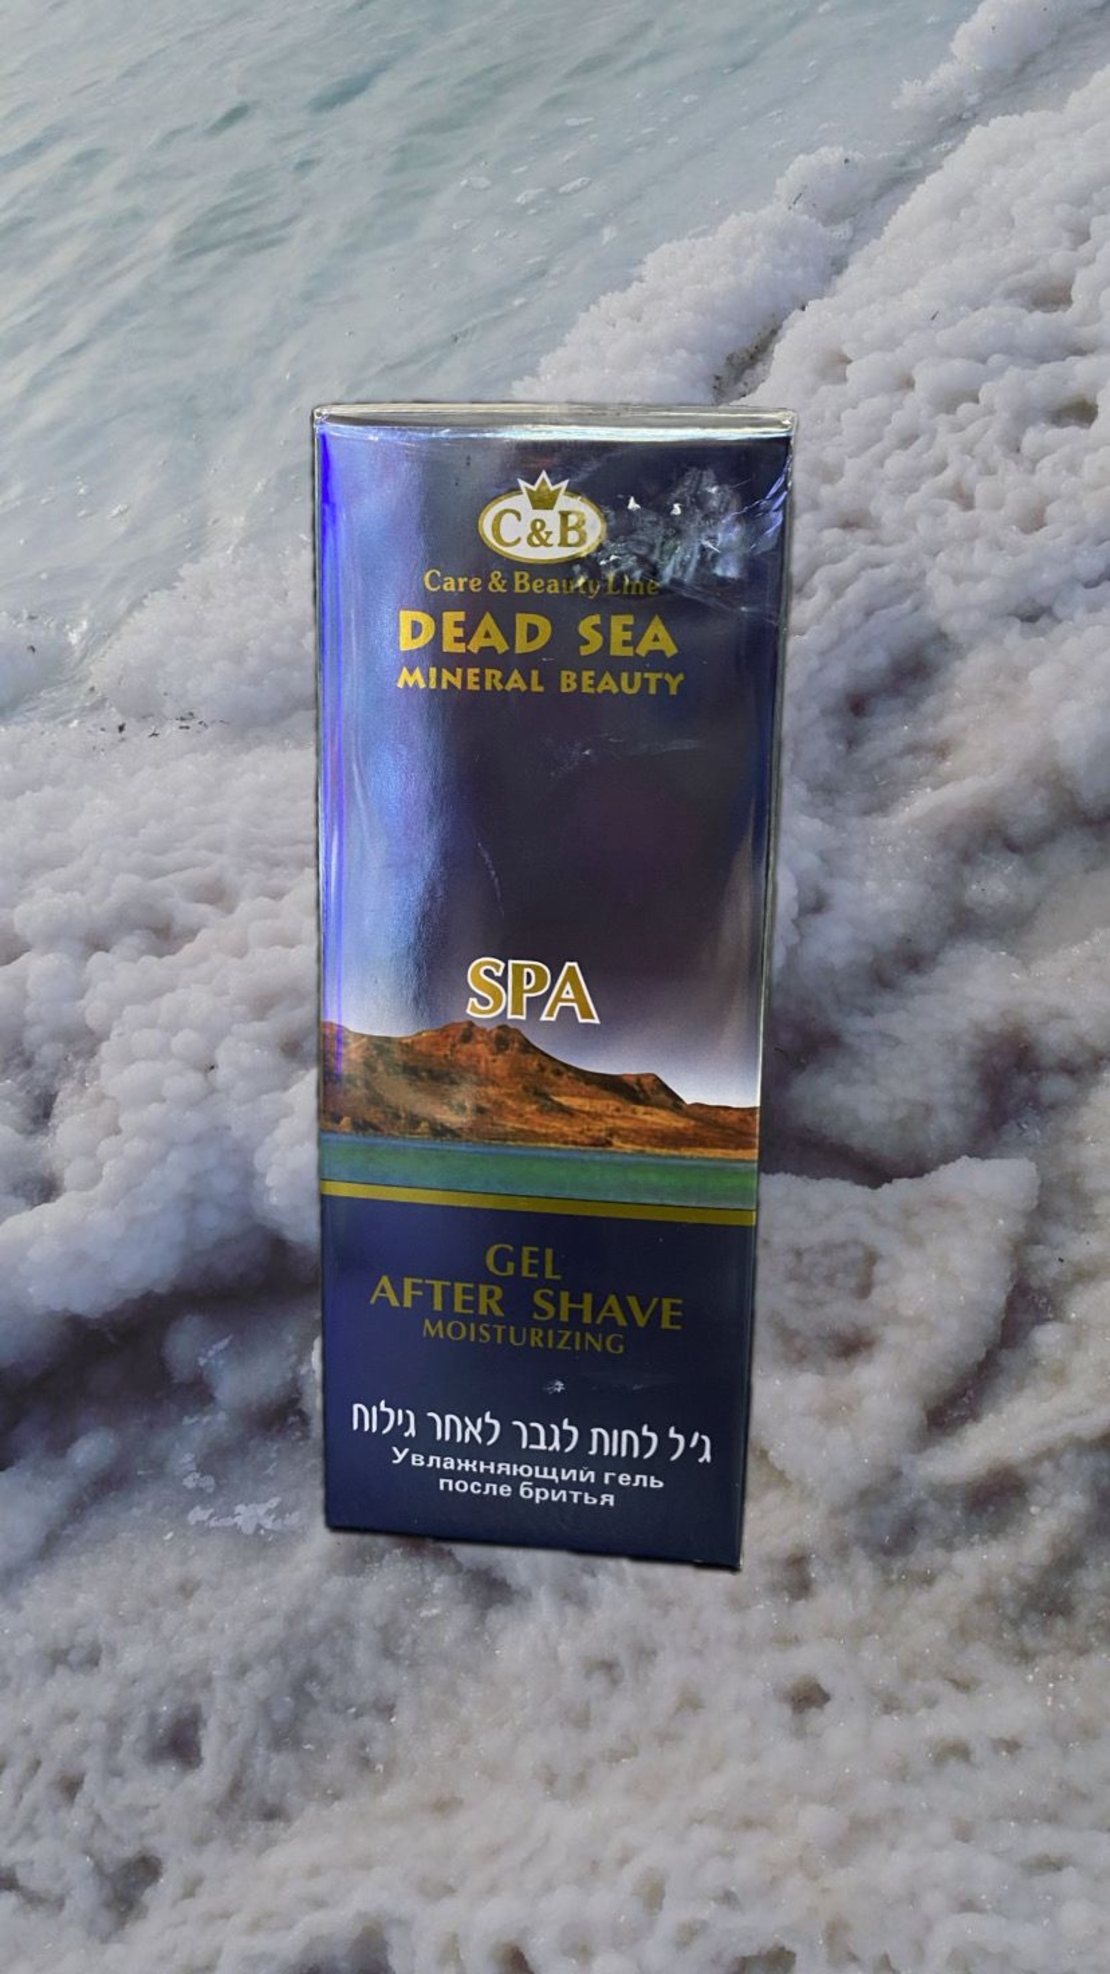 C&B
Care & Beauty Line
DEAD SEA
MINERAL BEAUTY
SPA
GEL
AFTER SHAVE
MOISTURIZING
ג'ל לחות לגבר לאחר גילוח
Увлажняющий гель
после бритья